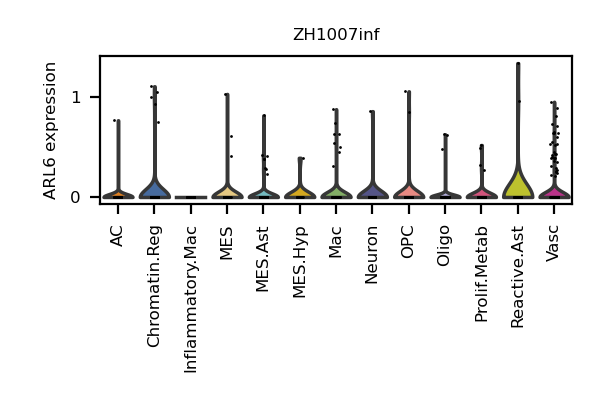 ZH1007inf
ARL6 expression
1
0
AC
Chromatin.Reg
Inflammatory.Mac
MES
MES.Ast
MES.Hyp
Mac
Neuron
OPC
Oligo
Prolif.Metab
Reactive.Ast
Vasc